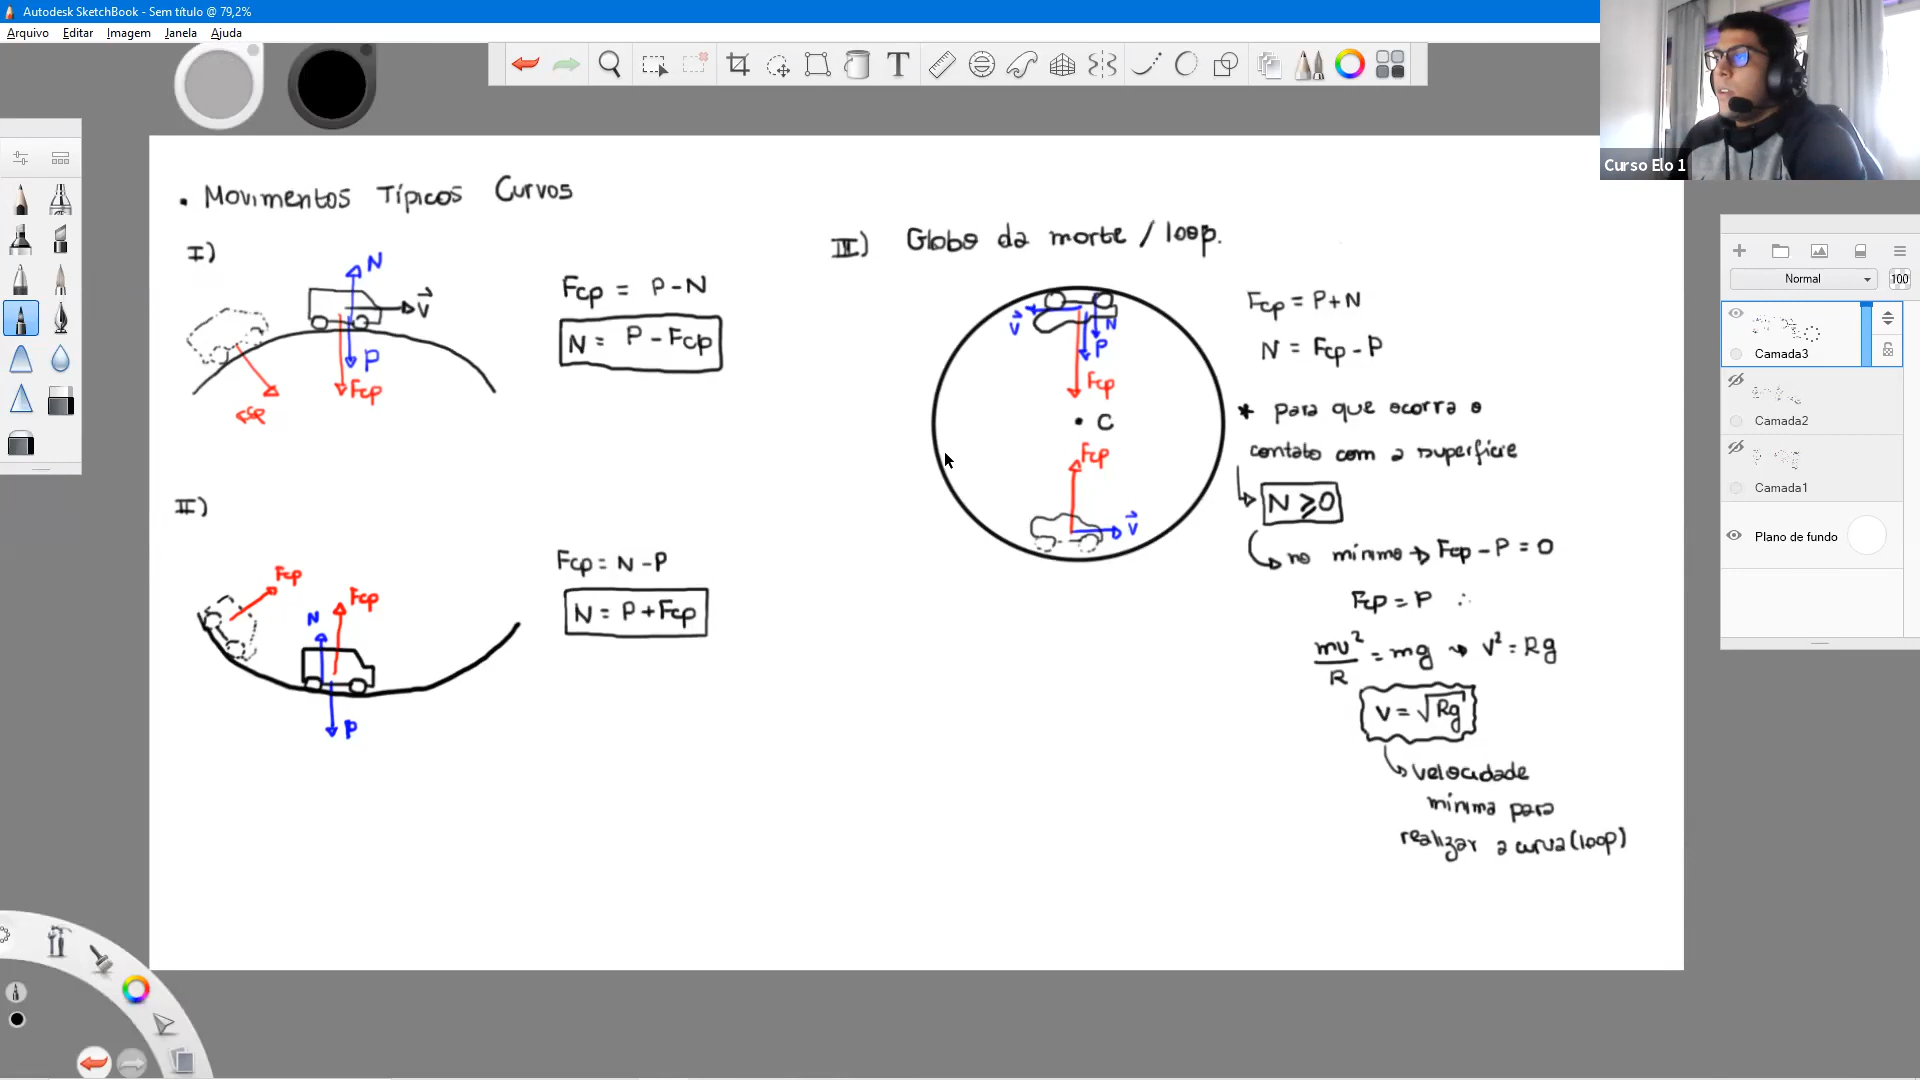 Autodesk SketchBook - Sem título @ 79,2%
Arquivo Editar Imagem Janela Ajuda
Curso Elo 1
• Movimentos Típicos Curvos
I)
N
V
P
Fcp
Fcp
Fcp = P-N
N = P - Fcp
II)
Fcp
Fcp
N
P
Fcp = N - P
N = P + Fcp
III) Globo da morte / loop.
V
N
P
Fcp
• C
Fcp
V
Fcp = P+N
N = Fcp - P
* para que ocorra o
contato com a superfície
N ≥ 0
no mínimo → Fcp - P = 0
Fcp = P ∴
mv²/R = mg → v² = Rg
v = √Rg
velocidade
mínima para
realizar a curva (loop)
Normal 100
Camada3
Camada2
Camada1
Plano de fundo